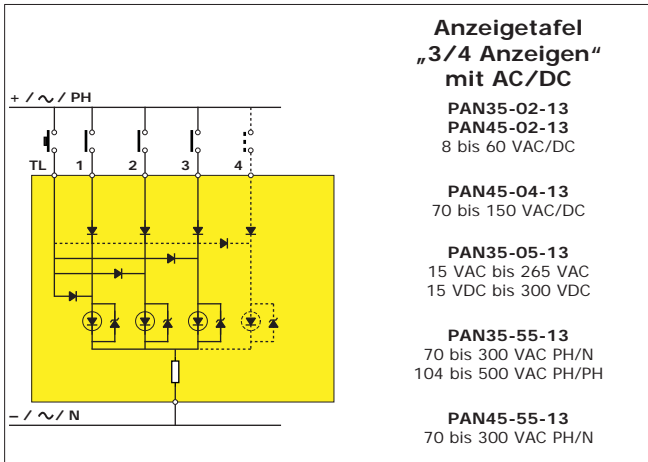 Anzeigetafel
„3/4 Anzeigen“
mit AC/DC
+ / ∿ / PH
TL 1 2 3 4
– / ∿ / N
PAN35-02-13
PAN45-02-13
8 bis 60 VAC/DC
PAN45-04-13
70 bis 150 VAC/DC
PAN35-05-13
15 VAC bis 265 VAC
15 VDC bis 300 VDC
PAN35-55-13
70 bis 300 VAC PH/N
104 bis 500 VAC PH/PH
PAN45-55-13
70 bis 300 VAC PH/N